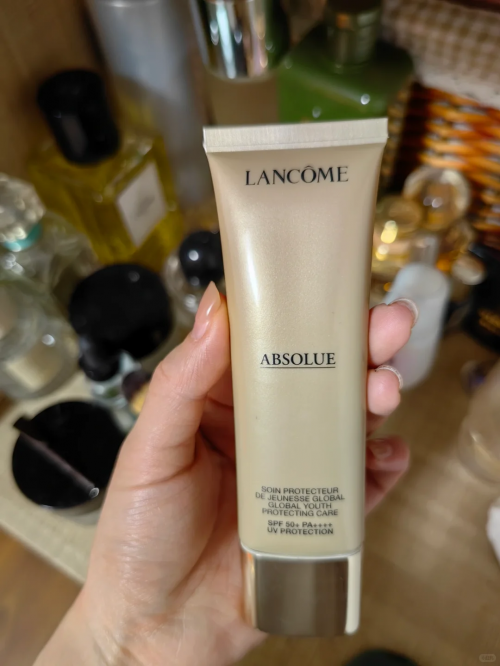 LANCÔME
ABSOLUE
SOIN PROTECTEUR
DE JEUNESSE GLOBAL
GLOBAL YOUTH
PROTECTING CARE
SPF 50+ PA++++
UV PROTECTION